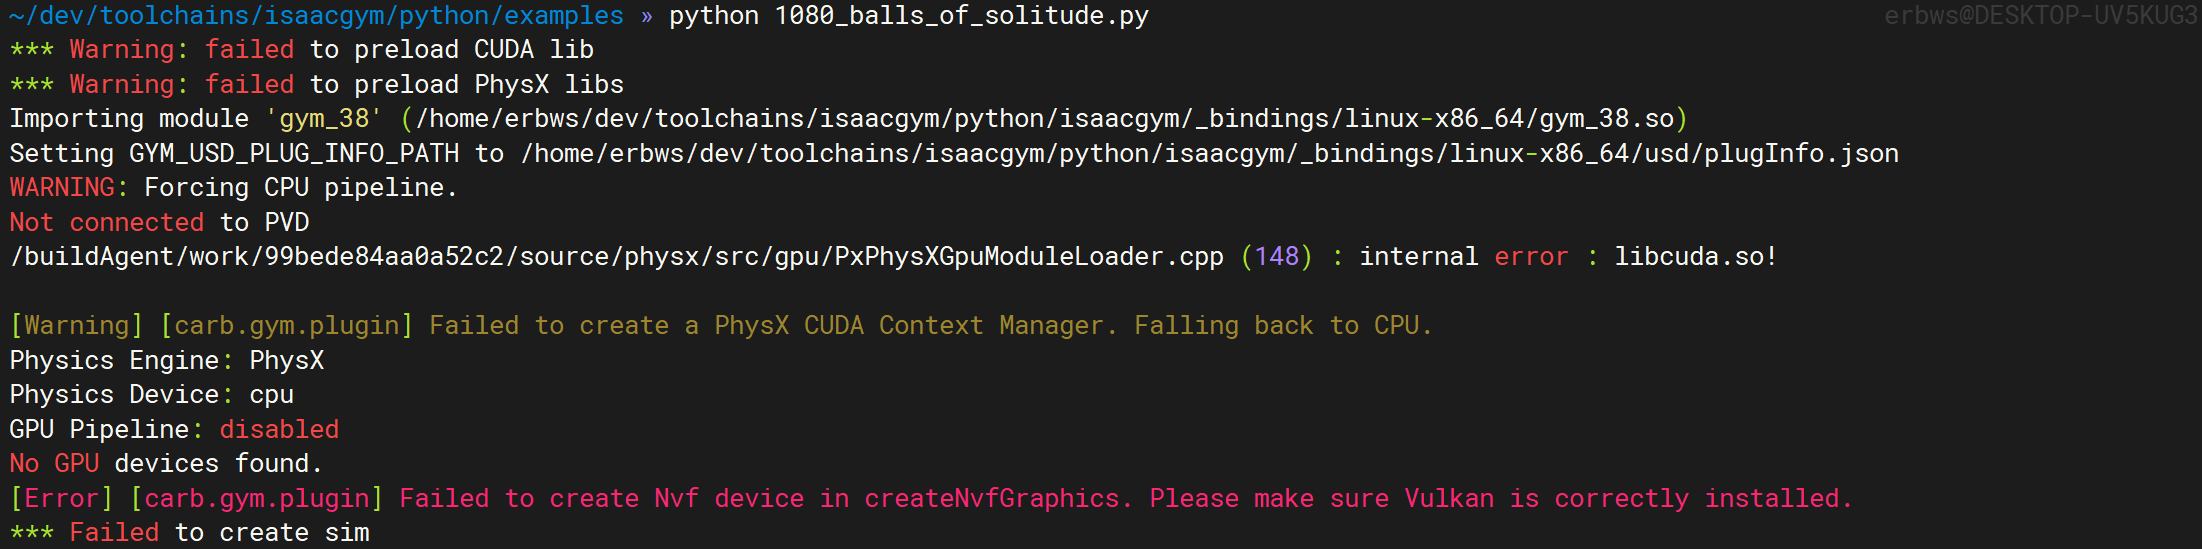 ~/dev/toolchains/isaacgym/python/examples » python 1080_balls_of_solitude.py erbws@DESKTOP-UV5KUG3
*** Warning: failed to preload CUDA lib
*** Warning: failed to preload PhysX libs
Importing module 'gym_38' (/home/erbws/dev/toolchains/isaacgym/python/isaacgym/_bindings/linux-x86_64/gym_38.so)
Setting GYM_USD_PLUG_INFO_PATH to /home/erbws/dev/toolchains/isaacgym/python/isaacgym/_bindings/linux-x86_64/usd/plugInfo.json
WARNING: Forcing CPU pipeline.
Not connected to PVD
/buildAgent/work/99bede84aa0a52c2/source/physx/src/gpu/PxPhysXGpuModuleLoader.cpp (148) : internal error : libcuda.so!
[Warning] [carb.gym.plugin] Failed to create a PhysX CUDA Context Manager. Falling back to CPU.
Physics Engine: PhysX
Physics Device: cpu
GPU Pipeline: disabled
No GPU devices found.
[Error] [carb.gym.plugin] Failed to create Nvf device in createNvfGraphics. Please make sure Vulkan is correctly installed.
*** Failed to create sim